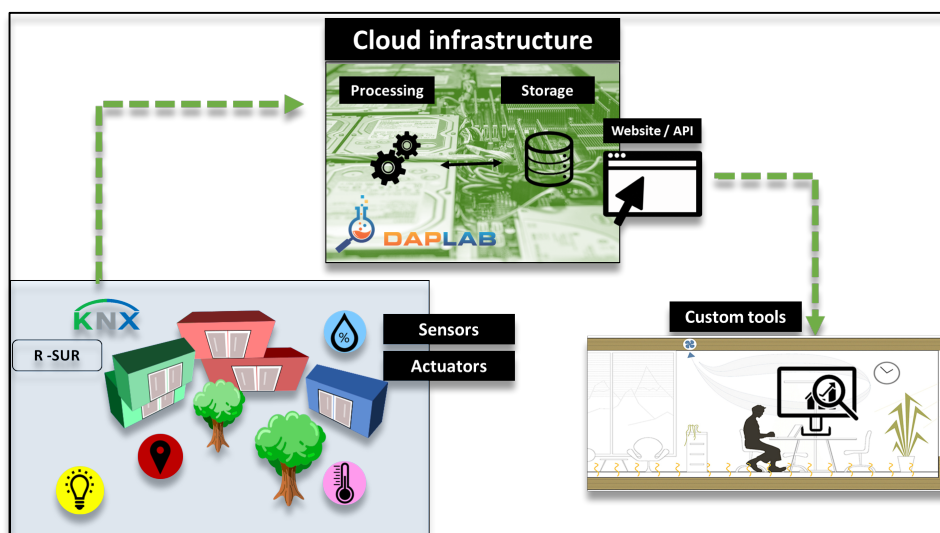 Cloud infrastructure
Processing
Storage
Website / API
DAPLAB
KNX
R -SUR
%
Sensors
Actuators
Custom tools